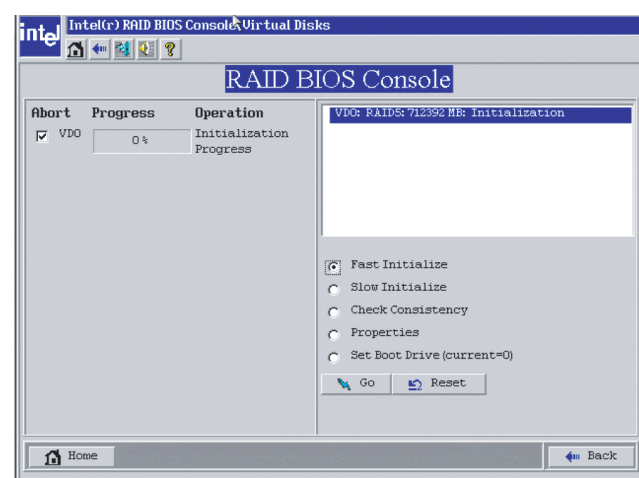 intel
Intel(r) RAID BIOS Console Virtual Disks
RAID BIOS Console
Abort Progress Operation
VD0 0% Initialization
Progress
VD0: RAID5: 712392 MB: Initialization
Fast Initialize
Slow Initialize
Check Consistency
Properties
Set Boot Drive (current=0)
Go Reset
Home Back